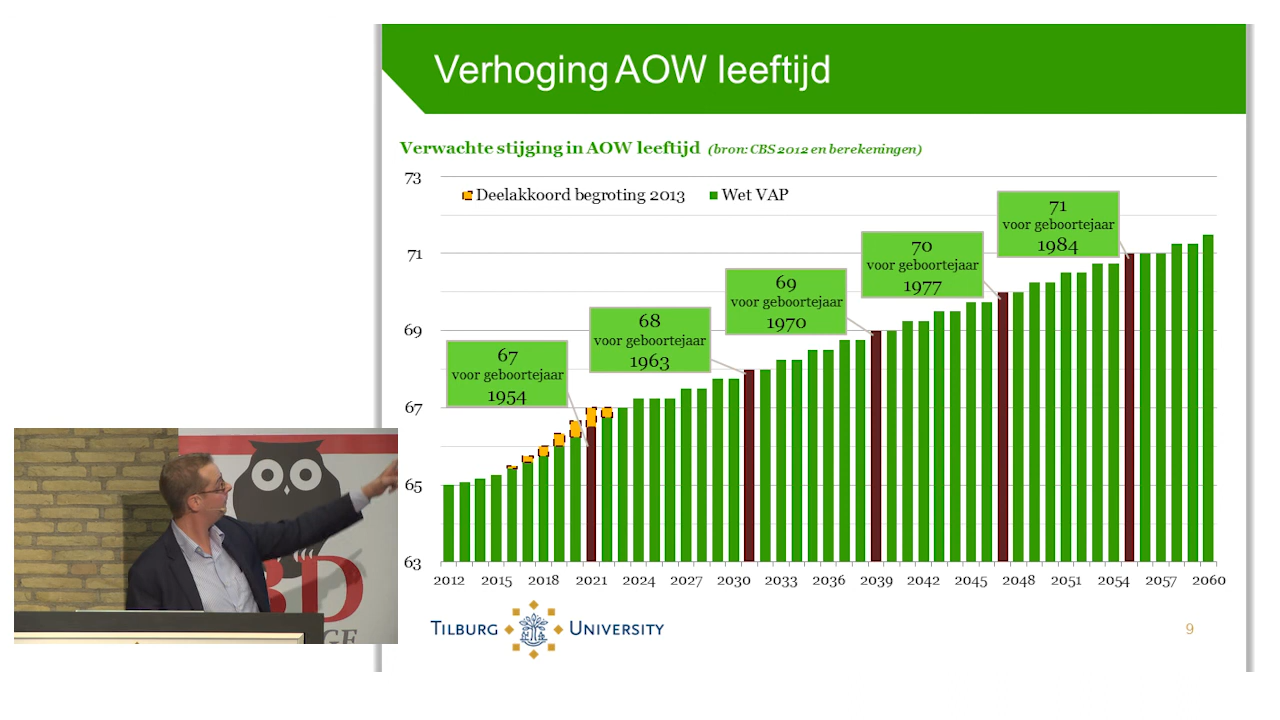 Verhoging AOW leeftijd
Verwachte stijging in AOW leeftijd (bron: CBS 2012 en berekeningen)
73
71
69
67
65
63
Deelakkoord begroting 2013
Wet VAP
67
voor geboortejaar
1954
68
voor geboortejaar
1963
69
voor geboortejaar
1970
70
voor geboortejaar
1977
71
voor geboortejaar
1984
2012 2015 2018 2021 2024 2027 2030 2033 2036 2039 2042 2045 2048 2051 2054 2057 2060
TILBURG UNIVERSITY
9
BD
GE